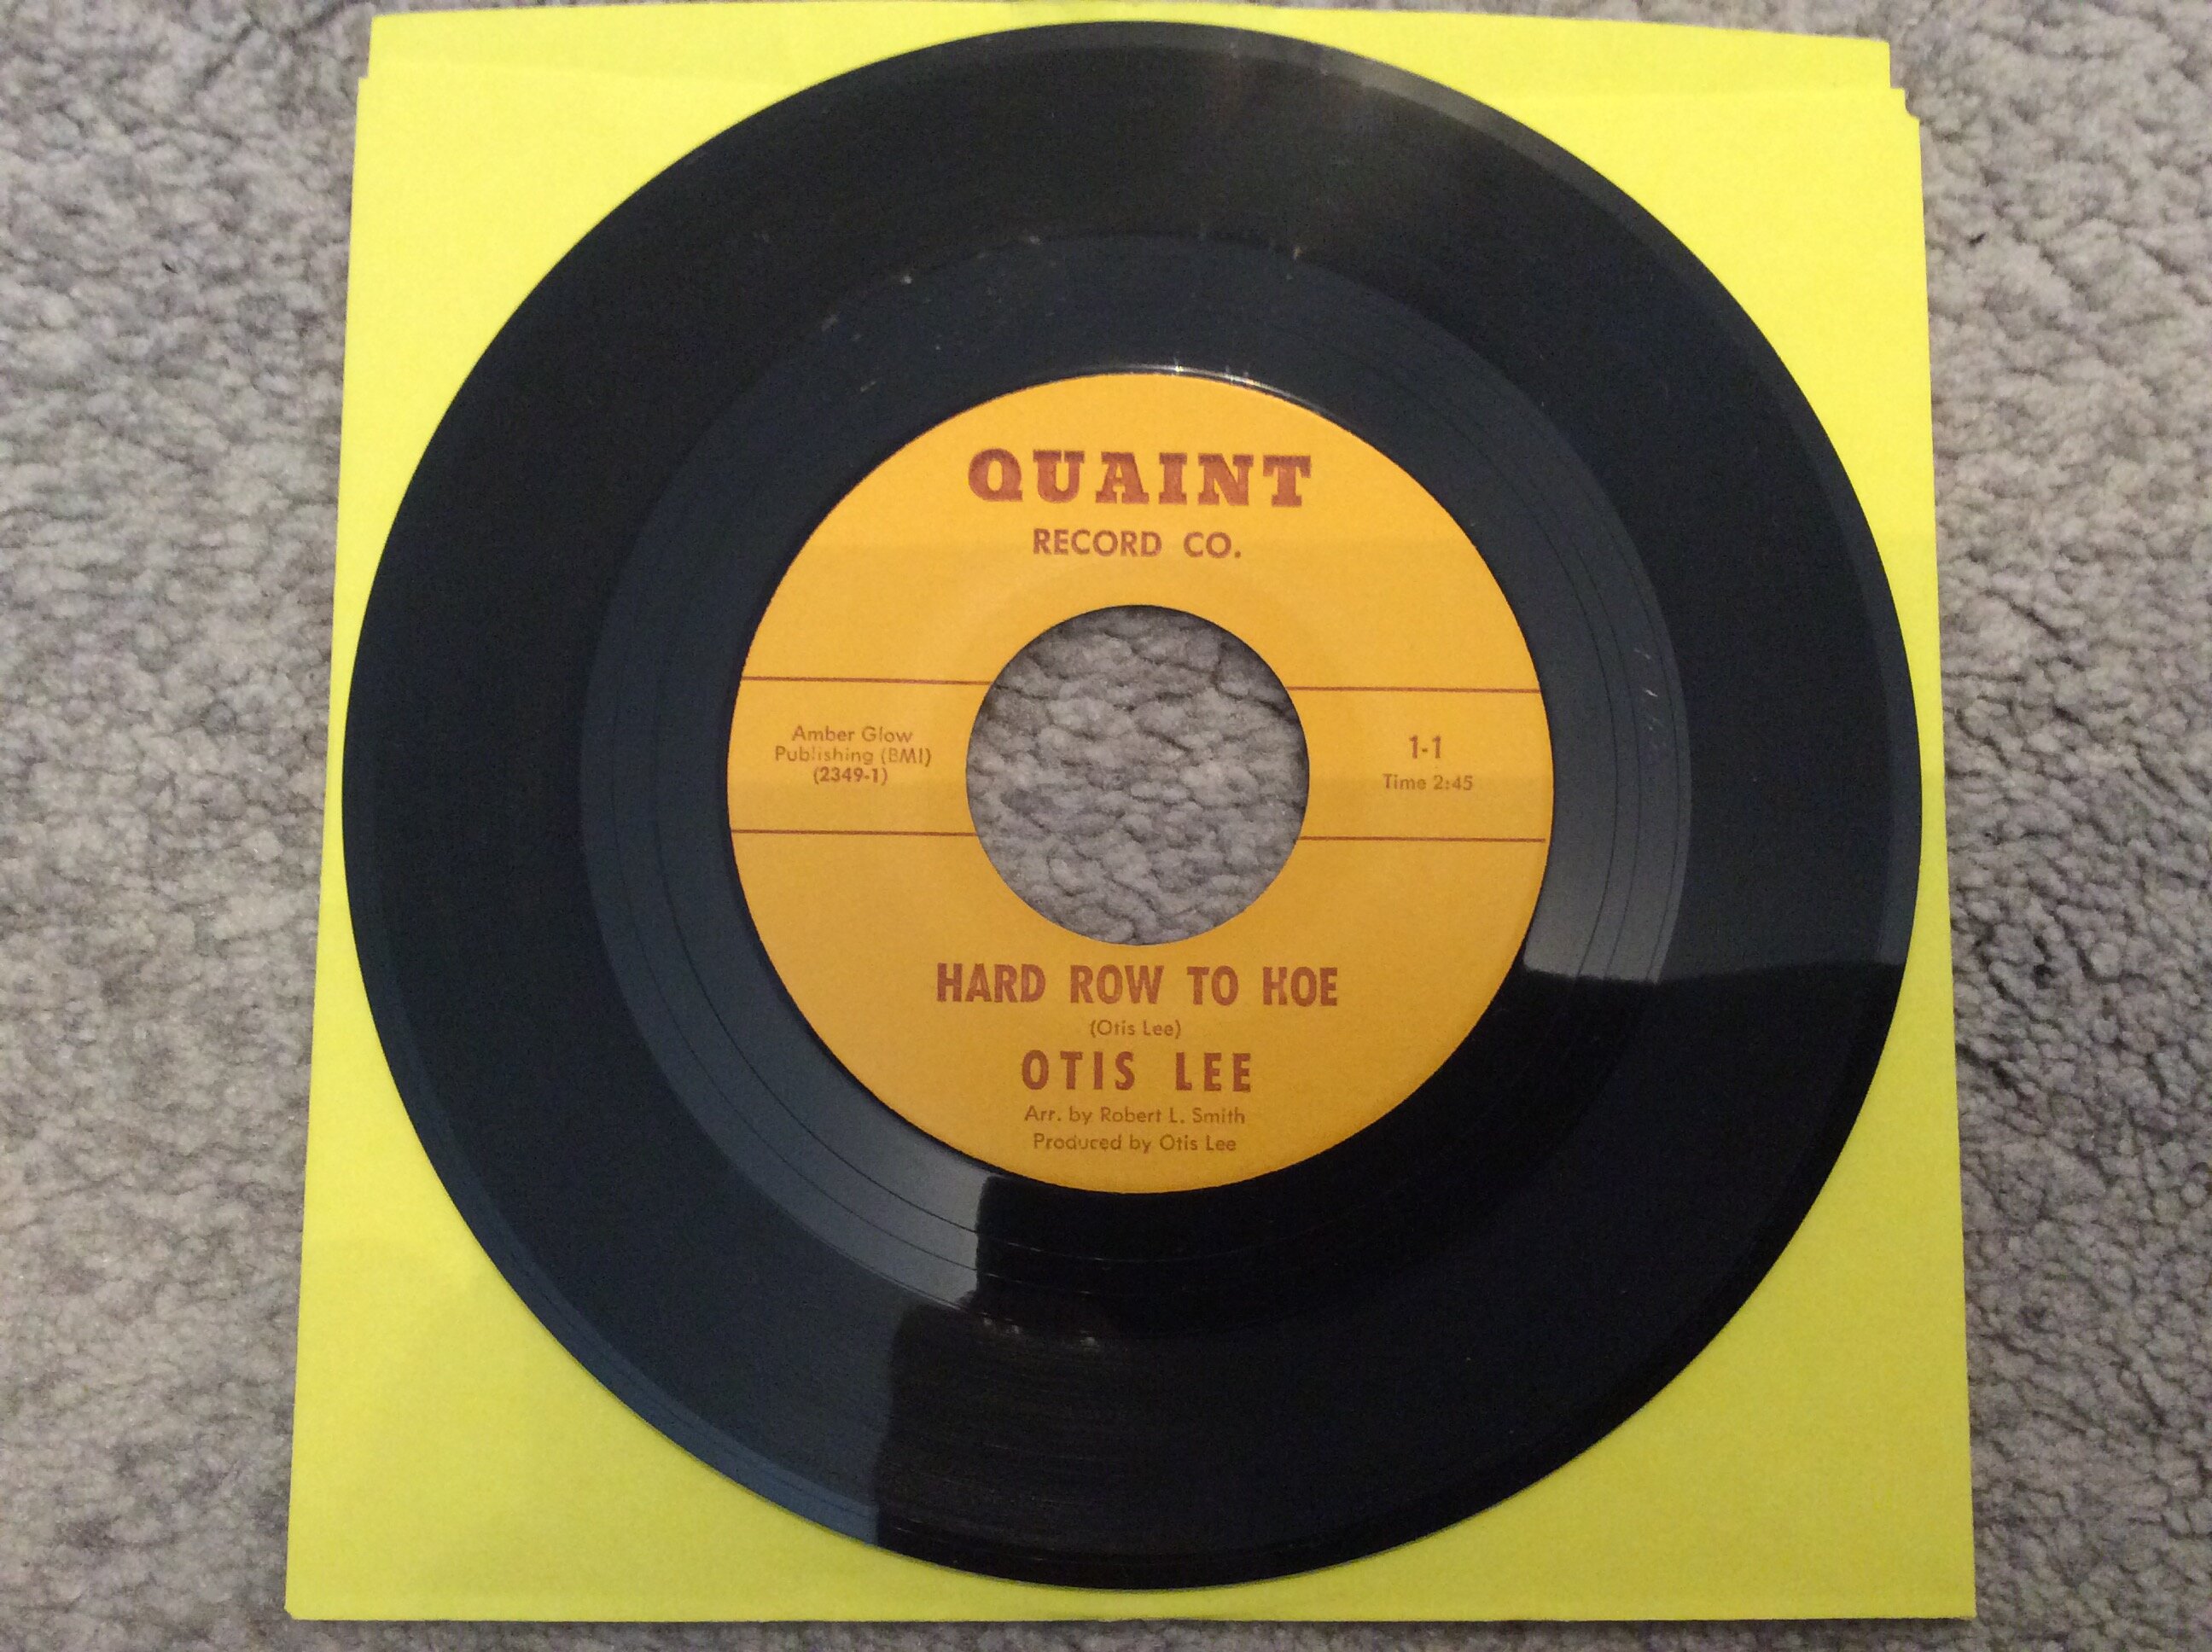 QUAINT
RECORD CO.
Amber Glow
Publishing (BMI)
(2349-1)
1-1
Time 2:45
HARD ROW TO HOE
(Otis Lee)
OTIS LEE
Arr. by Robert L. Smith
Produced by Otis Lee